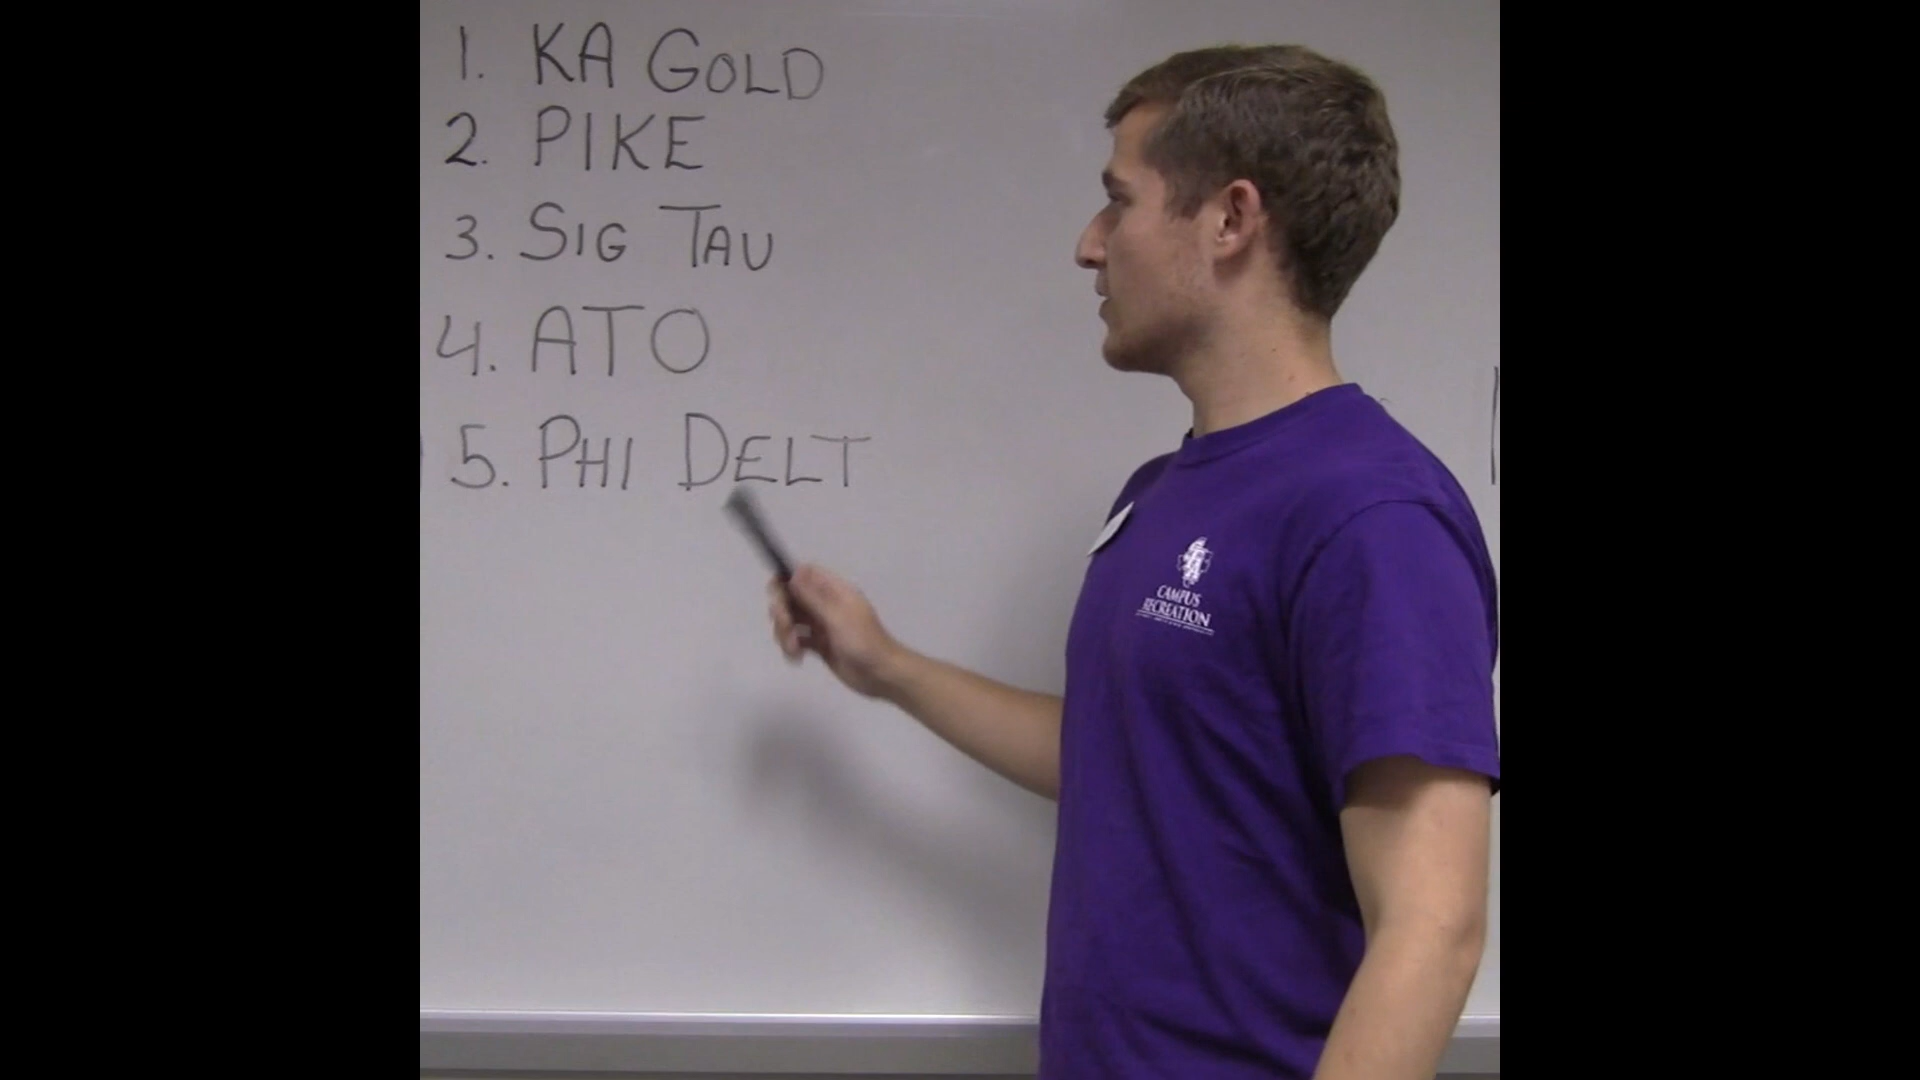 1. KA GOLD
2. PIKE
3. SIG TAU
4. ATO
5. PHI DELT
CAMPUS
RECREATION